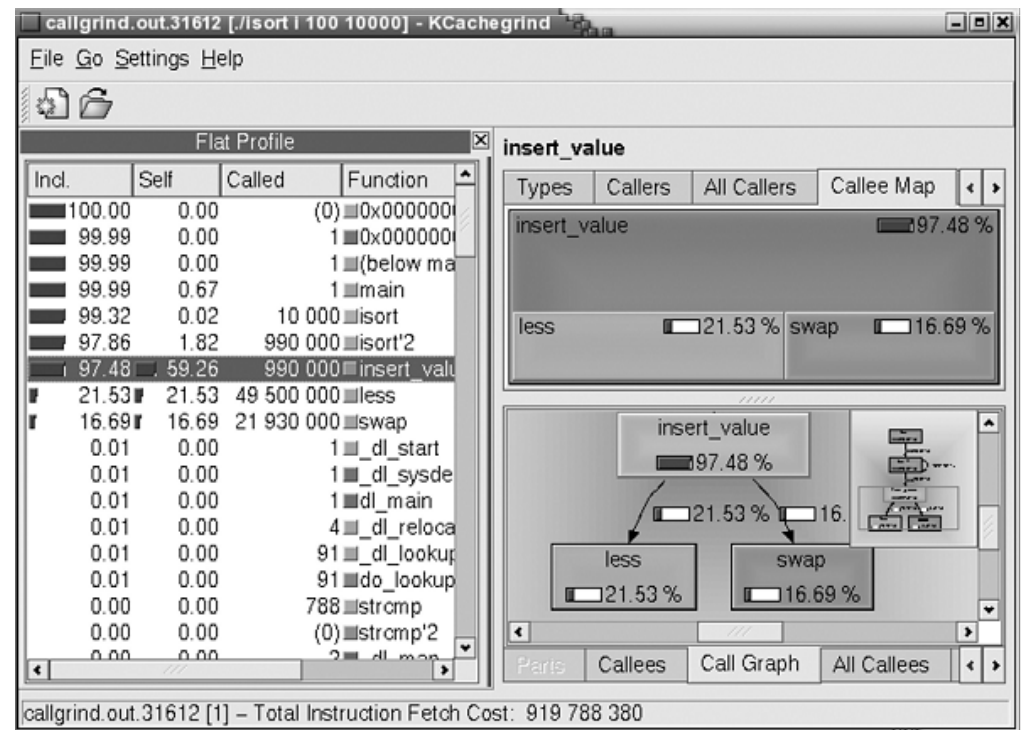 callgrind.out.31612 [./isort i 100 10000] - KCachegrind
File Go Settings Help
Flat Profile
Incl. Self Called Function
100.00 0.00 (0) 0x000000
99.99 0.00 1 0x000000
99.99 0.00 1 (below ma
99.99 0.67 1 main
99.32 0.02 10 000 isort
97.86 1.82 990 000 isort'2
97.48 59.26 990 000 insert_valu
21.53 21.53 49 500 000 less
16.69 16.69 21 930 000 swap
0.01 0.00 1 _dl_start
0.01 0.00 1 _dl_sysde
0.01 0.00 1 dl_main
0.01 0.00 4 _dl_reloca
0.01 0.00 91 _dl_lookup
0.01 0.00 91 do_lookup
0.00 0.00 788 strcmp
0.00 0.00 (0) strcmp'2
0.00 0.00 2 _dl_map
insert_value
Types Callers All Callers Callee Map
insert_value 97.48 %
less 21.53 % swap 16.69 %
insert_value
97.48 %
21.53 % 16.
less swap
21.53 % 16.69 %
Parts Callees Call Graph All Callees
callgrind.out.31612 [1] – Total Instruction Fetch Cost: 919 788 380